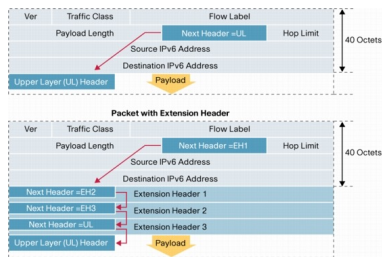 Ver Traffic Class Flow Label
Payload Length Next Header =UL Hop Limit
40 Octets
Source IPv6 Address
Destination IPv6 Address
Upper Layer (UL) Header Payload
Packet with Extension Header
Ver Traffic Class Flow Label
Payload Length Next Header =EH1 Hop Limit
40 Octets
Source IPv6 Address
Destination IPv6 Address
Next Header =EH2 Extension Header 1
Next Header =EH3 Extension Header 2
Next Header =UL Extension Header 3
Upper Layer (UL) Header Payload